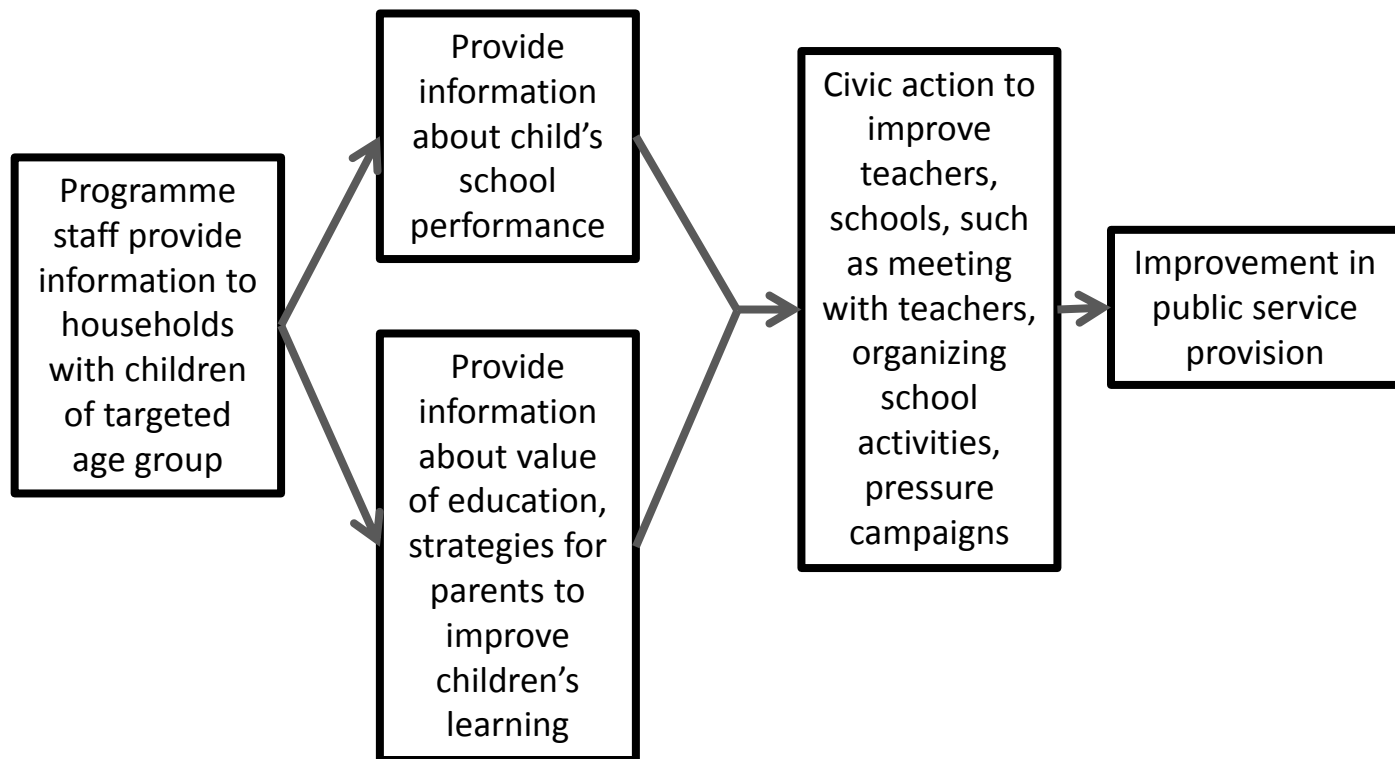 Programme
staff provide
information to
households
with children
of targeted
age group
Provide
information
about child’s
school
performance
Provide
information
about value
of education,
strategies for
parents to
improve
children’s
learning
Civic action to
improve
teachers,
schools, such
as meeting
with teachers,
organizing
school
activities,
pressure
campaigns
Improvement in
public service
provision